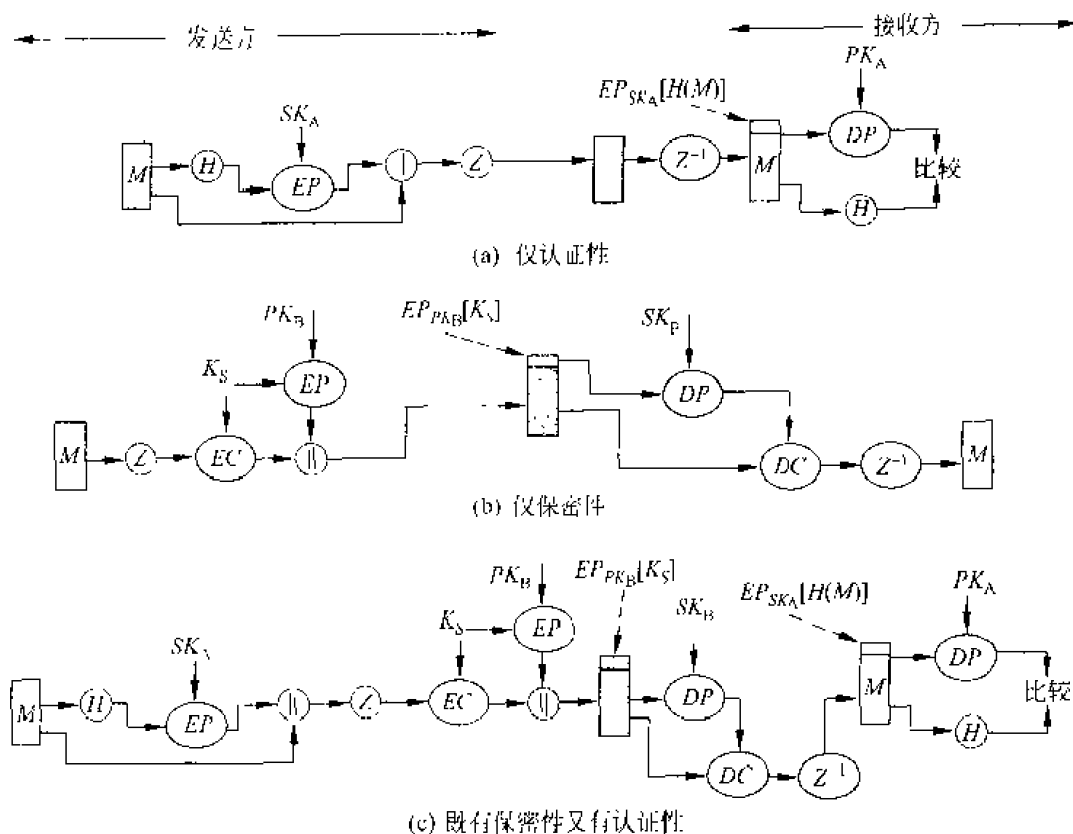 发送方
接收方
PK_A
EP_{SK_A}[H(M)]
SK_A
M
H
EP
Z
Z^{-1}
M
DP
比较
H
(a) 仅认证性
PK_B
EP_{PK_B}[K_S]
SK_B
K_S
EP
DP
M
Z
EC
||
DC
Z^{-1}
M
(b) 仅保密性
PK_B
EP_{PK_B}[K_S]
SK_B
EP_{SK_A}[H(M)]
PK_A
K_S
EP
SK_A
DP
M
H
EP
||
Z
EC
||
DP
M
比较
H
DC
Z^{-1}
(c) 既有保密性又有认证性